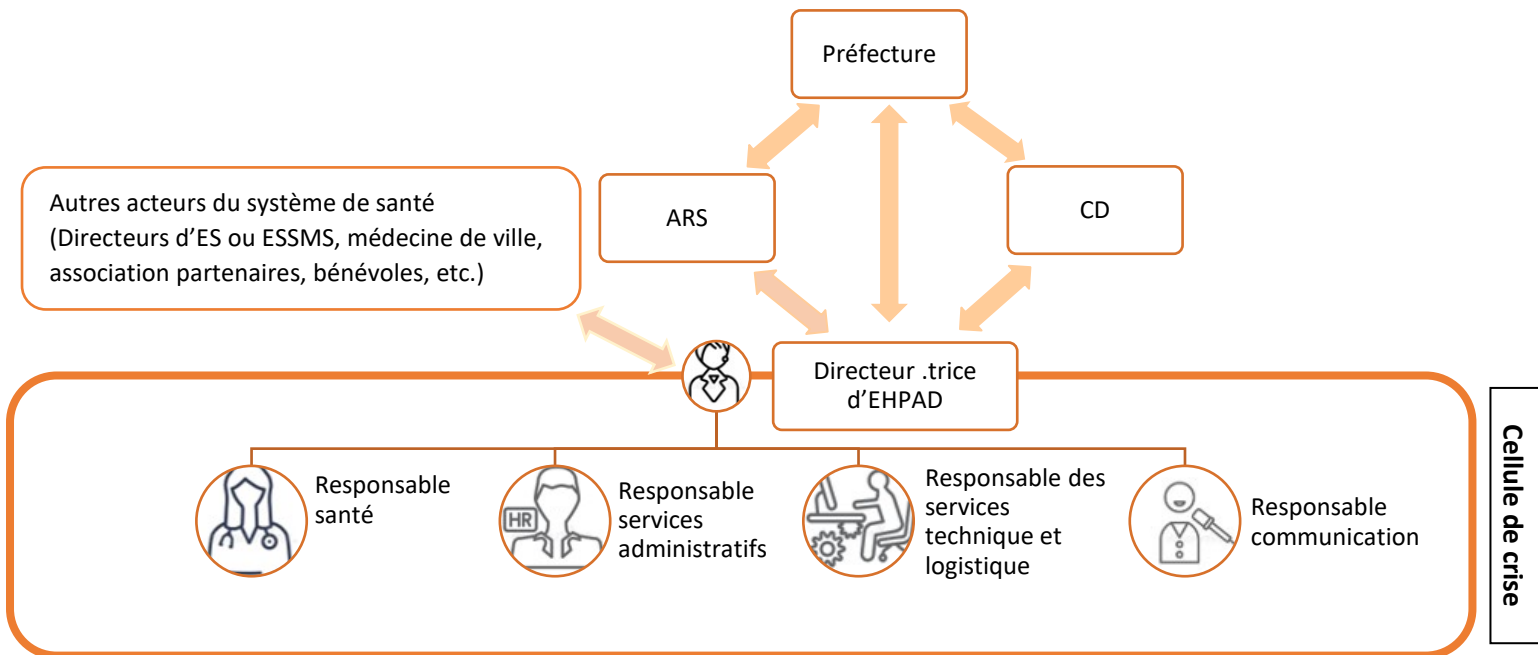 Préfecture
ARS
CD
Autres acteurs du système de santé
(Directeurs d’ES ou ESSMS, médecine de ville,
association partenaires, bénévoles, etc.)
Directeur .trice
d’EHPAD
Cellule de crise
Responsable
santé
HR
Responsable
services
administratifs
Responsable des
services
technique et
logistique
Responsable
communication